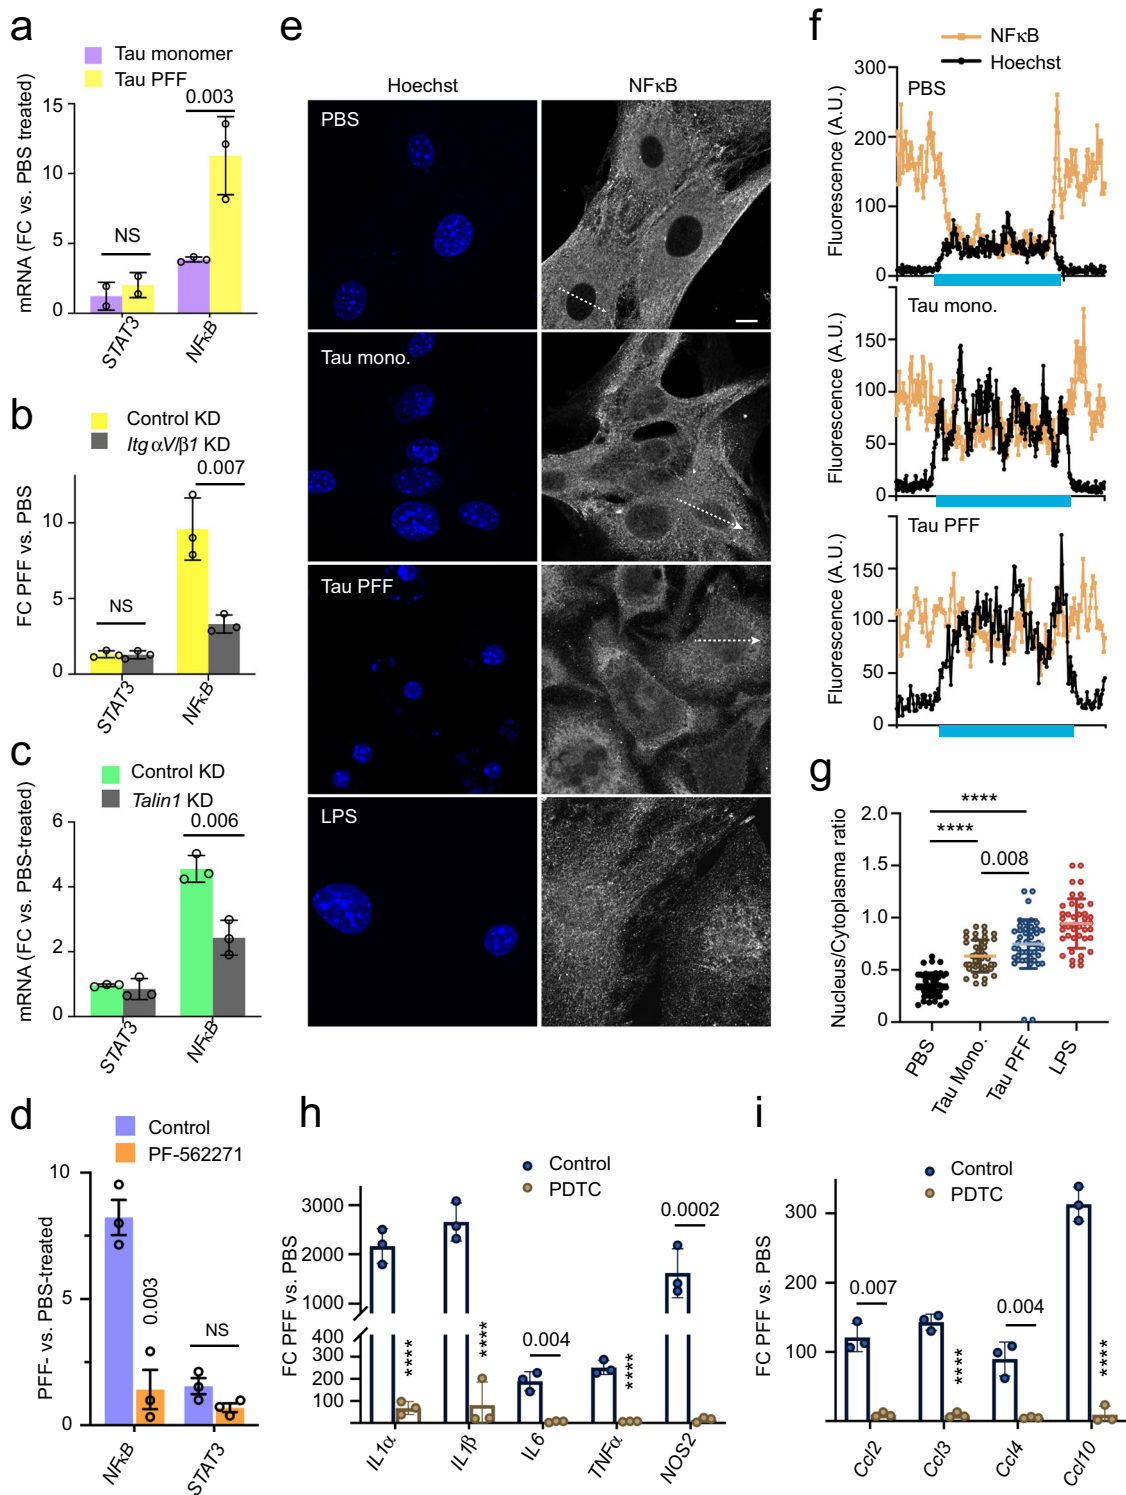 a
Tau monomer
Tau PFF
mRNA (FC vs. PBS treated)
15
10
5
0
0.003
NS
STAT3
NFκB
b
Control KD
Itg αV/β1 KD
FC PFF vs. PBS
10
5
0
0.007
NS
STAT3
NFκB
c
Control KD
Talin1 KD
mRNA (FC vs. PBS-treated)
6
4
2
0
0.006
STAT3
NFκB
d
Control
PF-562271
PFF- vs. PBS-treated
10
5
0
0.003
NS
NFκB
STAT3
e
Hoechst
NFκB
PBS
Tau mono.
Tau PFF
LPS
f
NFκB
Hoechst
PBS
Fluorescence (A.U.)
300
200
100
50
0
Tau mono.
Fluorescence (A.U.)
150
100
50
0
Tau PFF
Fluorescence (A.U.)
150
100
50
0
g
Nucleus/Cytoplasma ratio
2.0
1.5
1.0
0.5
0
****
****
0.008
PBS
Tau Mono.
Tau PFF
LPS
h
Control
PDTC
FC PFF vs. PBS
3000
2000
1000
400
300
200
100
0
****
****
0.004
****
0.0002
IL1α
IL1β
IL6
TNFα
NOS2
i
Control
PDTC
FC PFF vs. PBS
300
200
100
0.007
****
0.004
****
Ccl2
Ccl3
Ccl4
Ccl10